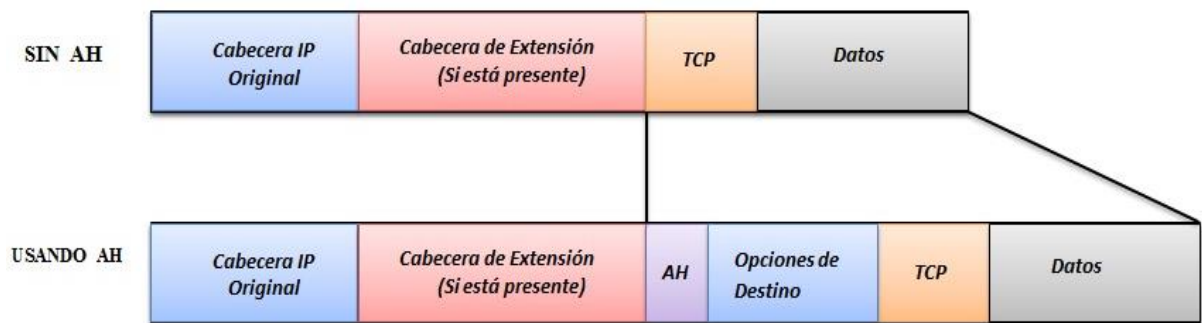 SIN AH
Cabecera IP
Original
Cabecera de Extensión
(Si está presente)
TCP
Datos
USANDO AH
Cabecera IP
Original
Cabecera de Extensión
(Si está presente)
AH
Opciones de
Destino
TCP
Datos